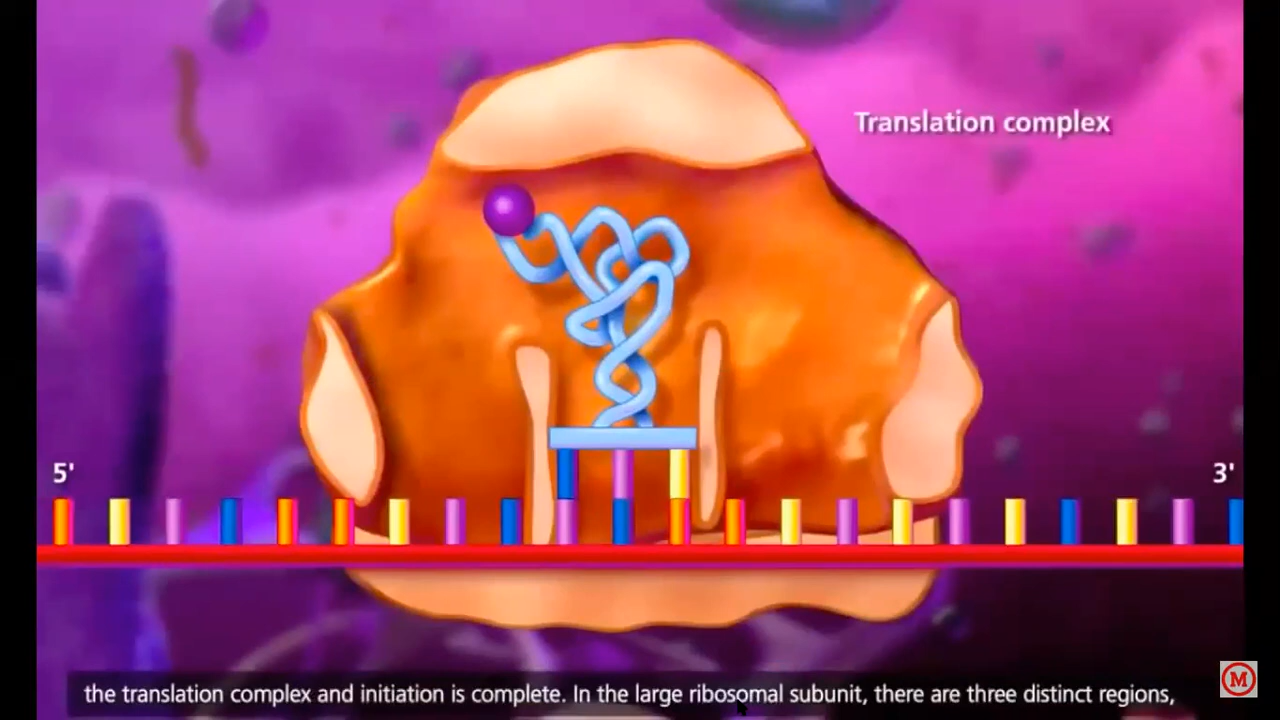 Translation complex
5'
3'
the translation complex and initiation is complete. In the large ribosomal subunit, there are three distinct regions,
M